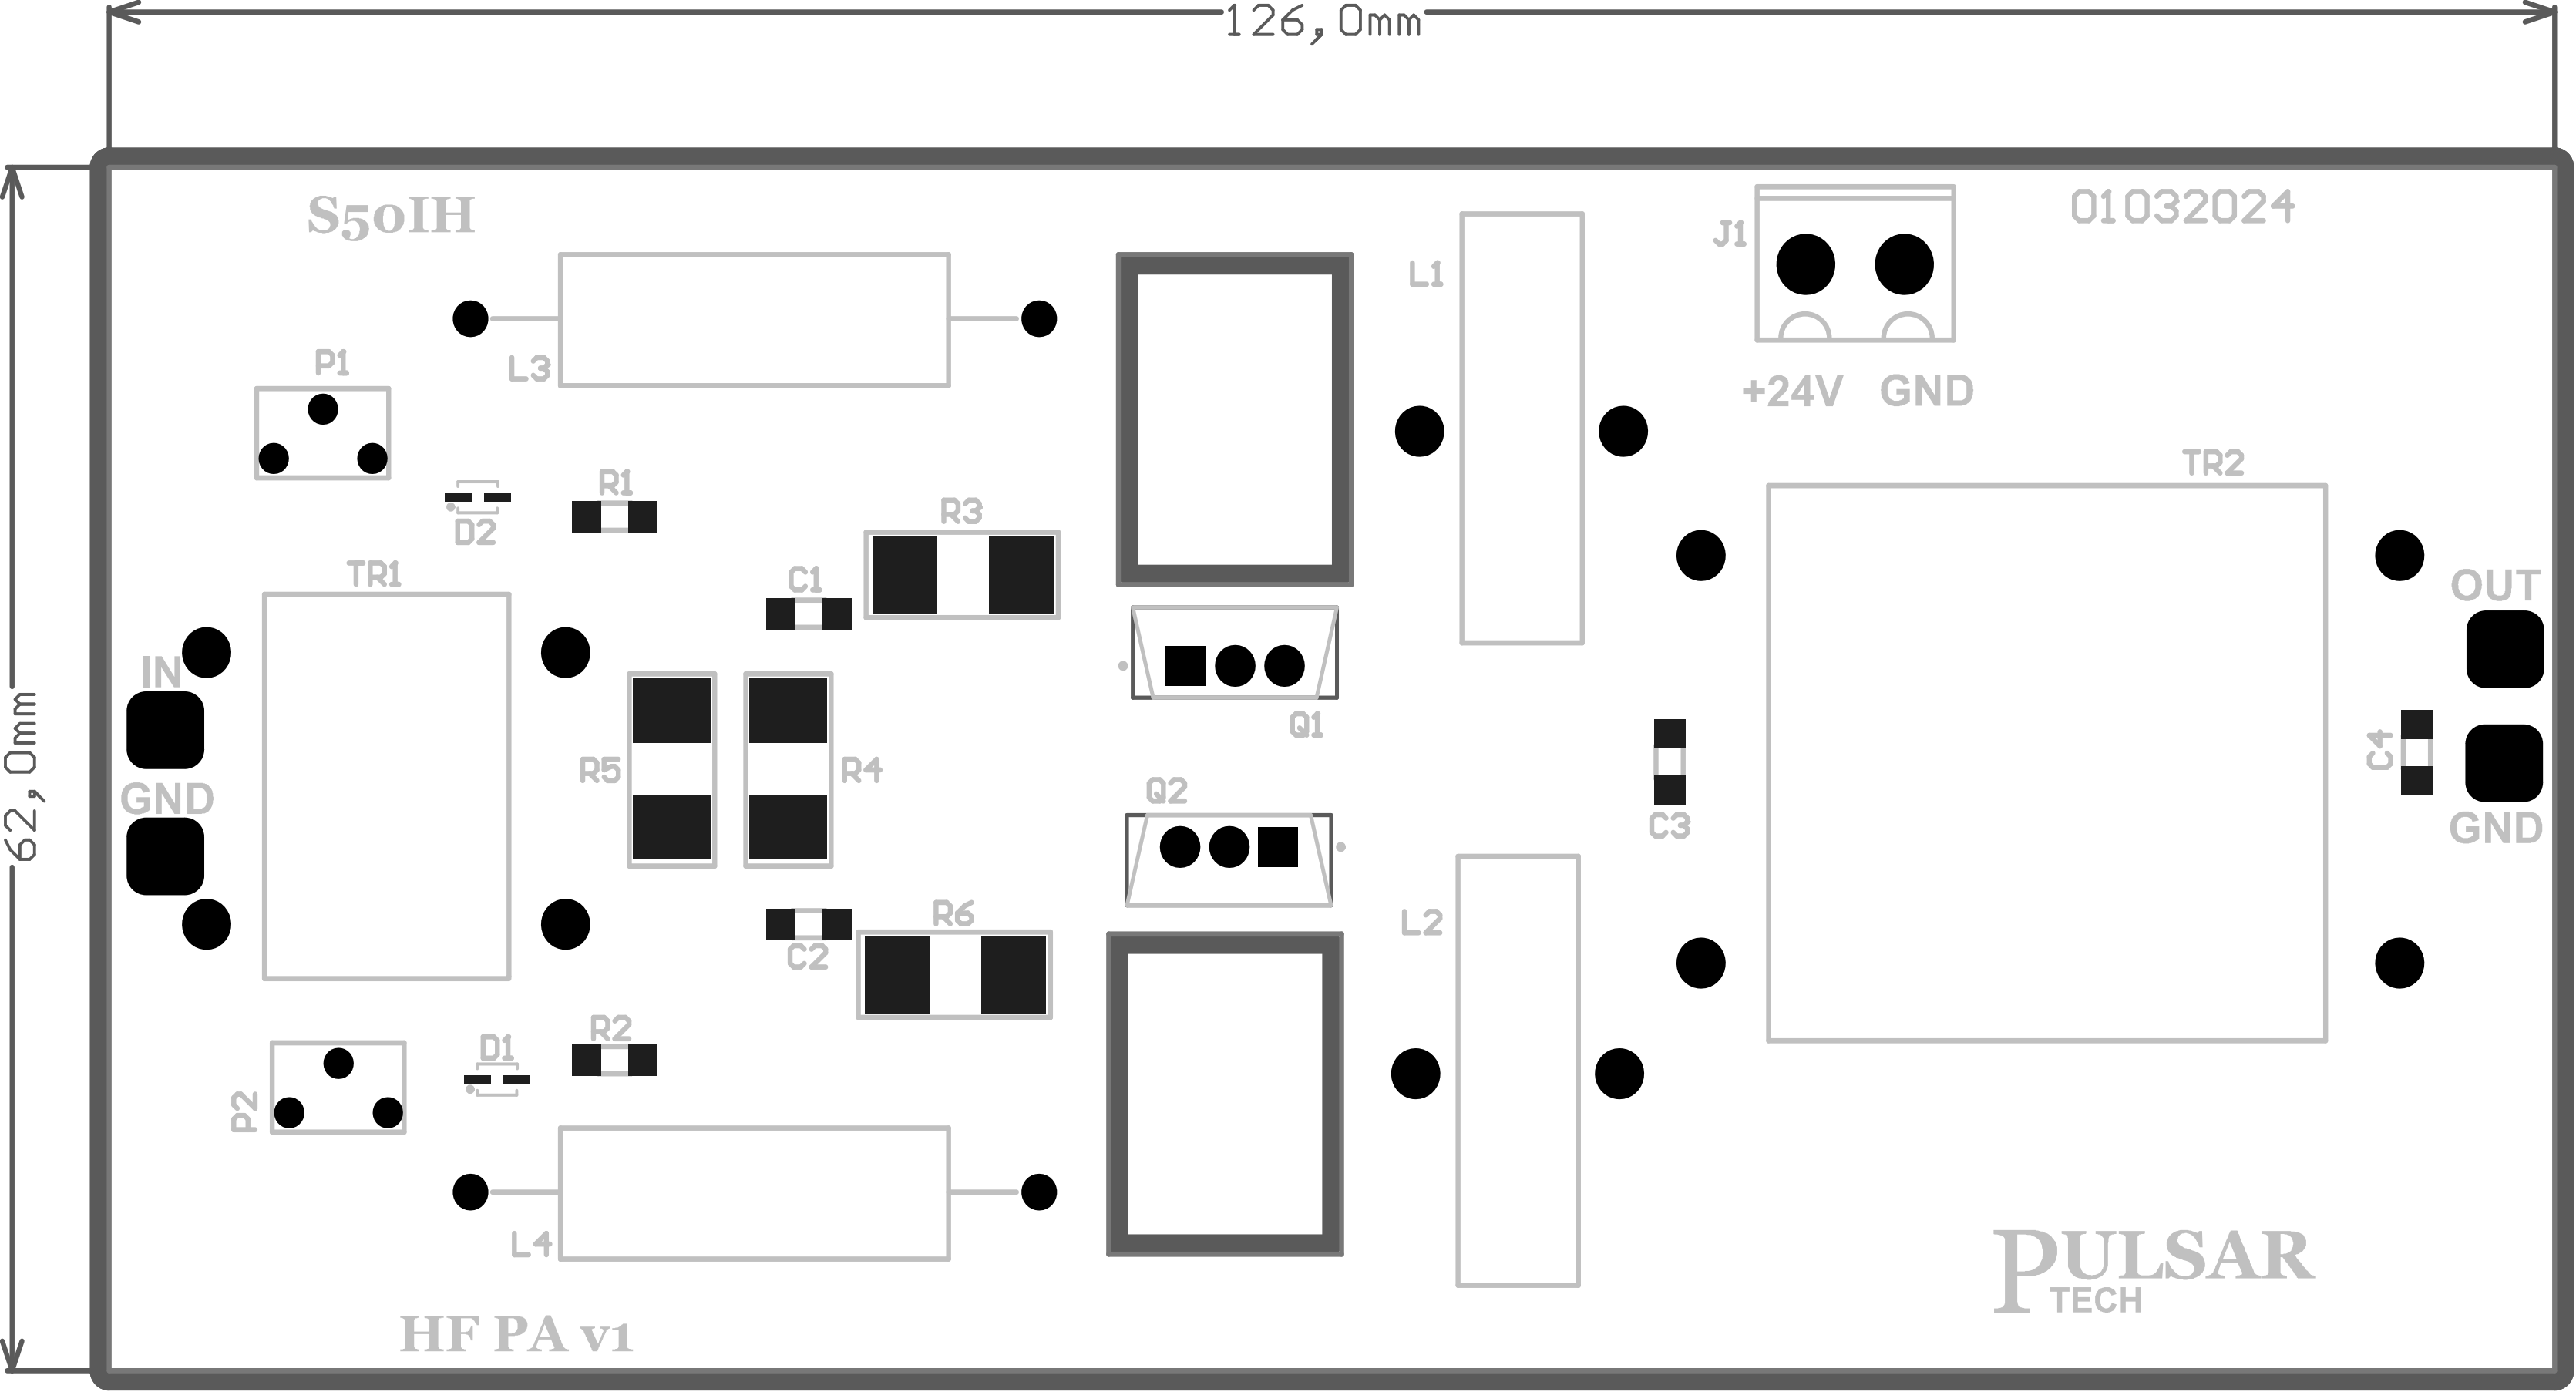 126,0mm
S50IH
J1
01032024
L1
P1
L3
+24V GND
TR2
R1
R3
D2
TR1
C1
OUT
IN
Q1
62,0mm
R5
R4
C4
GND
Q2
C3
GND
R6
L2
C2
R2
D1
P2
L4
PULSAR
TECH
HF PA v1